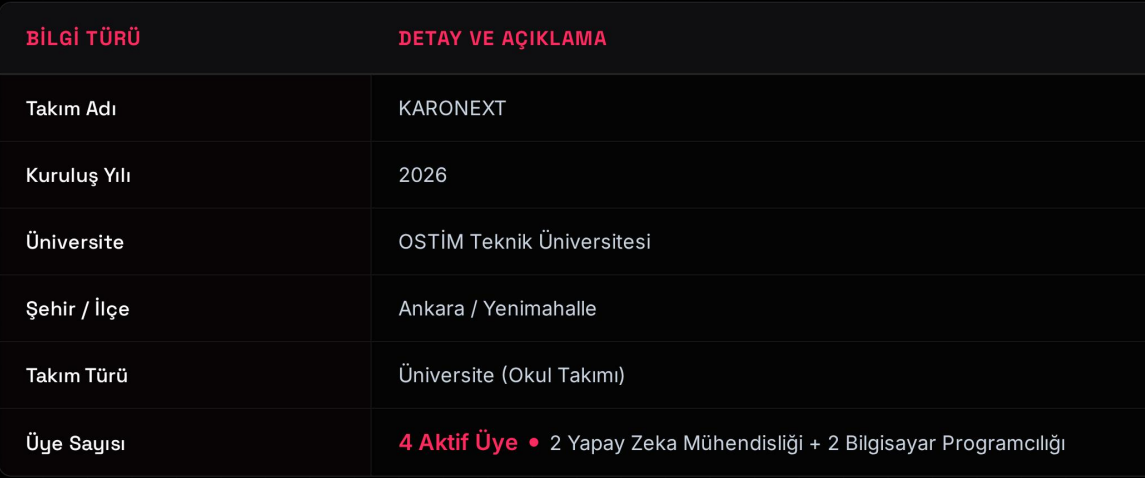 BİLGİ TÜRÜ DETAY VE AÇIKLAMA
Takım Adı KARONEXT
Kuruluş Yılı 2026
Üniversite OSTİM Teknik Üniversitesi
Şehir / İlçe Ankara / Yenimahalle
Takım Türü Üniversite (Okul Takımı)
Üye Sayısı 4 Aktif Üye • 2 Yapay Zeka Mühendisliği + 2 Bilgisayar Programcılığı